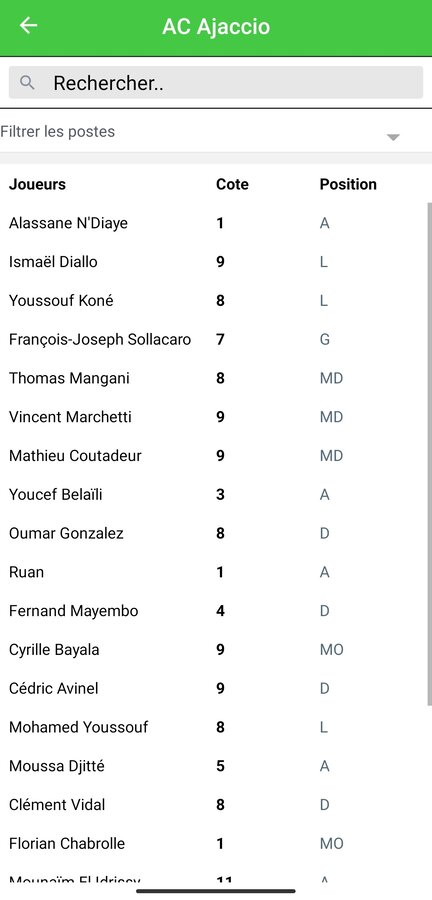 AC Ajaccio
Rechercher..
Filtrer les postes
Joueurs Cote Position
Alassane N'Diaye 1 A
Ismaël Diallo 9 L
Youssouf Koné 8 L
François-Joseph Sollacaro 7 G
Thomas Mangani 8 MD
Vincent Marchetti 9 MD
Mathieu Coutadeur 9 MD
Youcef Belaïli 3 A
Oumar Gonzalez 8 D
Ruan 1 A
Fernand Mayembo 4 D
Cyrille Bayala 9 MO
Cédric Avinel 9 D
Mohamed Youssouf 8 L
Moussa Djitté 5 A
Clément Vidal 8 D
Florian Chabrolle 1 MO
Mounaïm El Idrissy 11 A